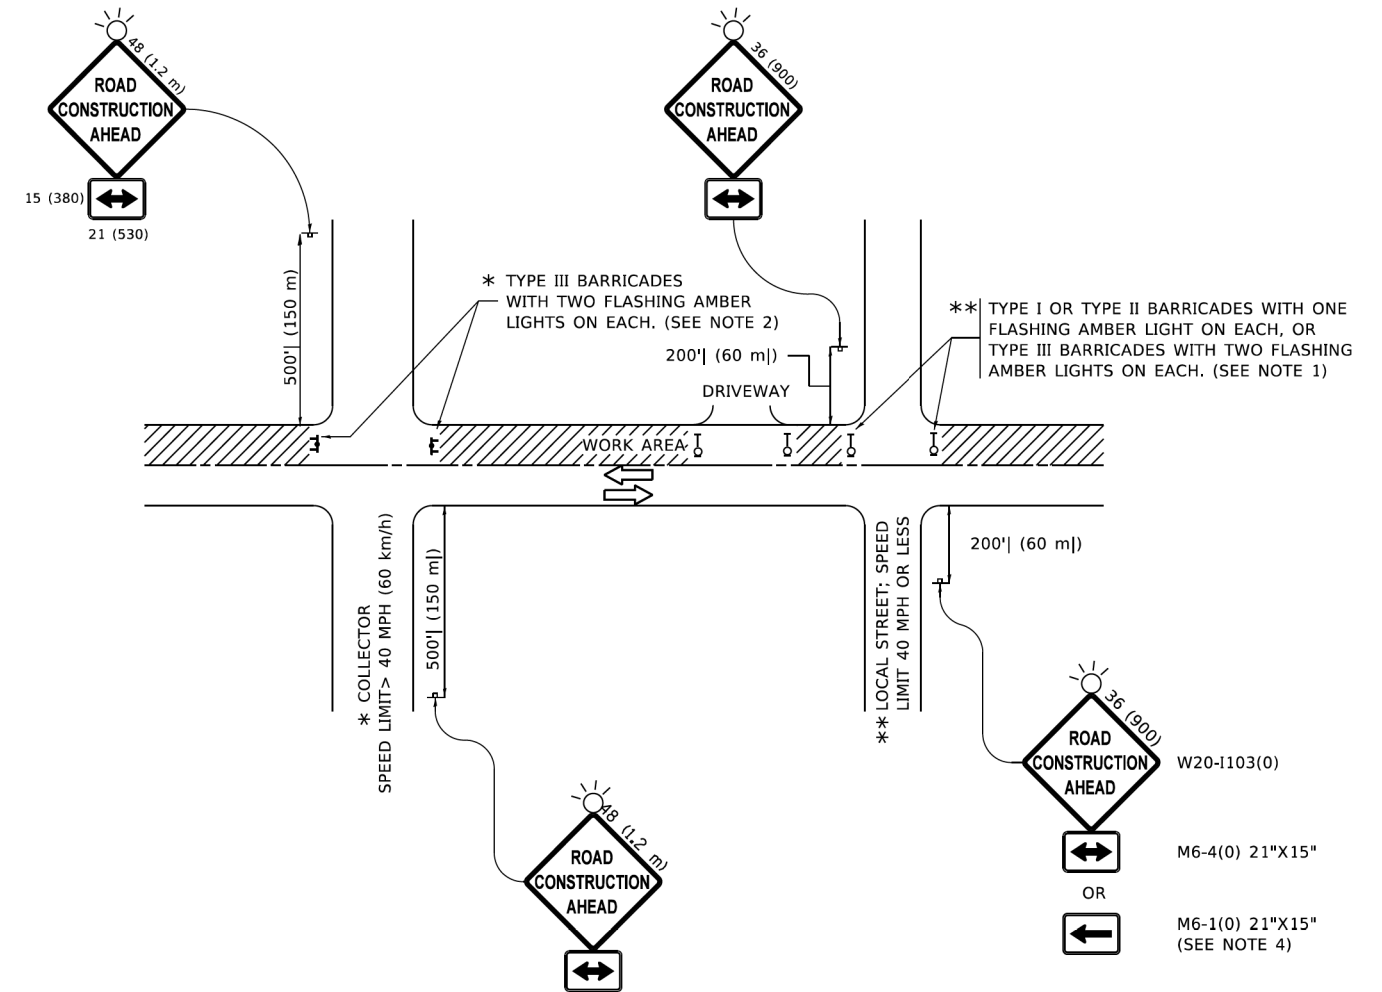 48 (1.2 m)
ROAD
CONSTRUCTION
AHEAD
15 (380)
21 (530)
36 (900)
ROAD
CONSTRUCTION
AHEAD
500'| (150 m)
* TYPE III BARRICADES
WITH TWO FLASHING AMBER
LIGHTS ON EACH. (SEE NOTE 2)
200'| (60 m|)
DRIVEWAY
** TYPE I OR TYPE II BARRICADES WITH ONE
FLASHING AMBER LIGHT ON EACH, OR
TYPE III BARRICADES WITH TWO FLASHING
AMBER LIGHTS ON EACH. (SEE NOTE 1)
WORK AREA
* COLLECTOR
SPEED LIMIT> 40 MPH (60 km/h)
500'| (150 m|)
** LOCAL STREET; SPEED
LIMIT 40 MPH OR LESS
200'| (60 m|)
48 (1.2 m)
ROAD
CONSTRUCTION
AHEAD
36 (900)
ROAD
CONSTRUCTION
AHEAD
W20-I103(0)
M6-4(0) 21"X15"
OR
M6-1(0) 21"X15"
(SEE NOTE 4)